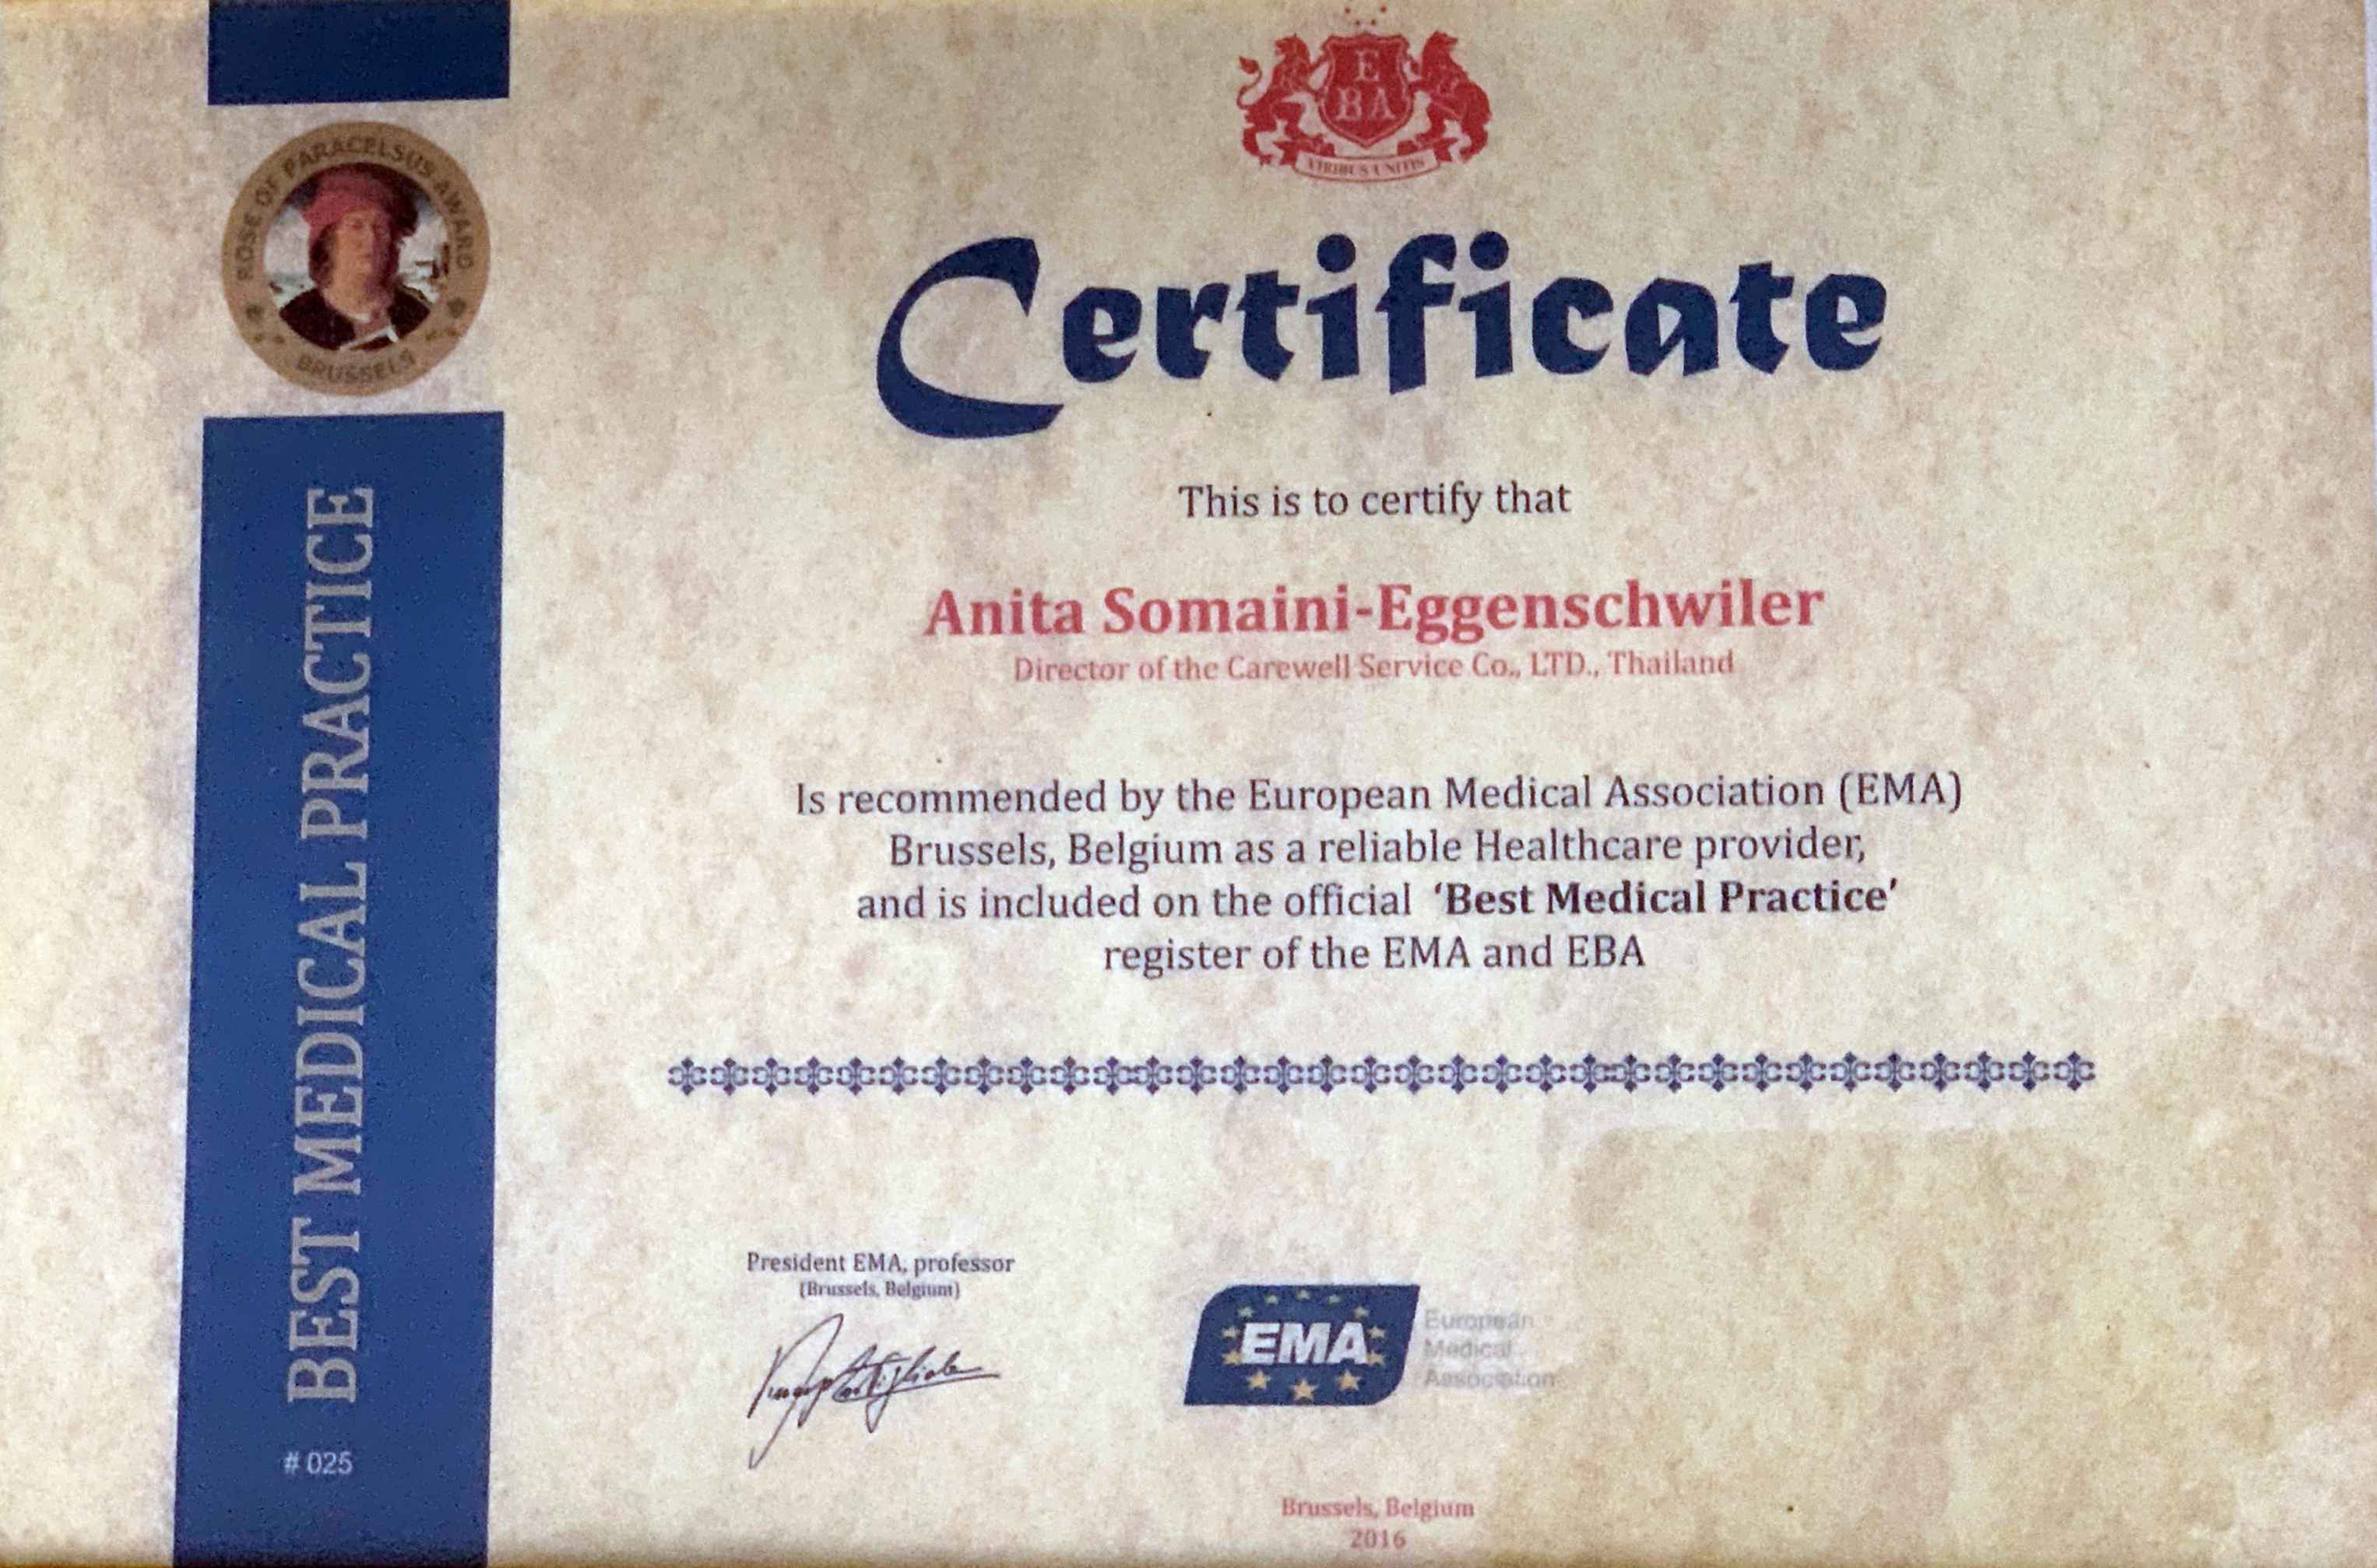 E
BA
VIRIBUS UNITIS
ROSE OF PARACELSUS AWARD
BRUSSELS
BEST MEDICAL PRACTICE
# 025
Certificate
This is to certify that
Anita Somaini-Eggenschwiler
Director of the Carewell Service Co., LTD., Thailand
Is recommended by the European Medical Association (EMA)
Brussels, Belgium as a reliable Healthcare provider,
and is included on the official 'Best Medical Practice'
register of the EMA and EBA
President EMA, professor
(Brussels, Belgium)
EMA
European
Medical
Association
Brussels, Belgium
2016